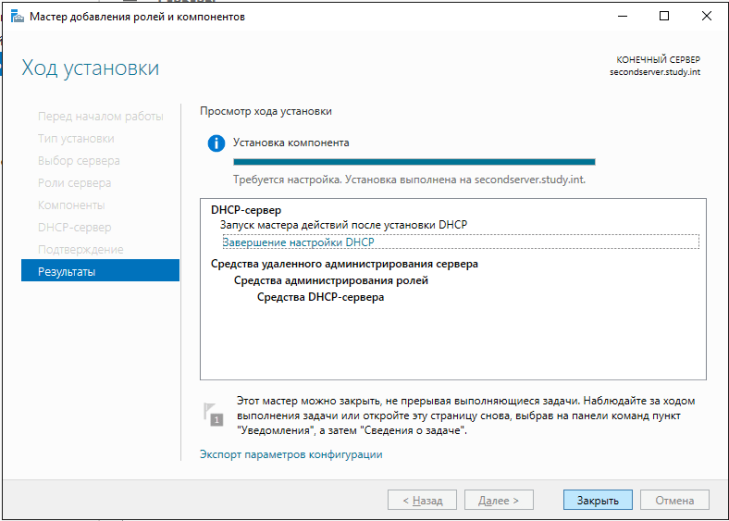 Мастер добавления ролей и компонентов
Ход установки
КОНЕЧНЫЙ СЕРВЕР
secondserver.study.int
Перед началом работы
Тип установки
Выбор сервера
Роли сервера
Компоненты
DHCP-сервер
Подтверждение
Результаты
Просмотр хода установки
Установка компонента
Требуется настройка. Установка выполнена на secondserver.study.int.
DHCP-сервер
Запуск мастера действий после установки DHCP
Завершение настройки DHCP
Средства удаленного администрирования сервера
Средства администрирования ролей
Средства DHCP-сервера
1
Этот мастер можно закрыть, не прерывая выполняющиеся задачи. Наблюдайте за ходом
выполнения задачи или откройте эту страницу снова, выбрав на панели команд пункт
"Уведомления", а затем "Сведения о задаче".
Экспорт параметров конфигурации
< Назад
Далее >
Закрыть
Отмена